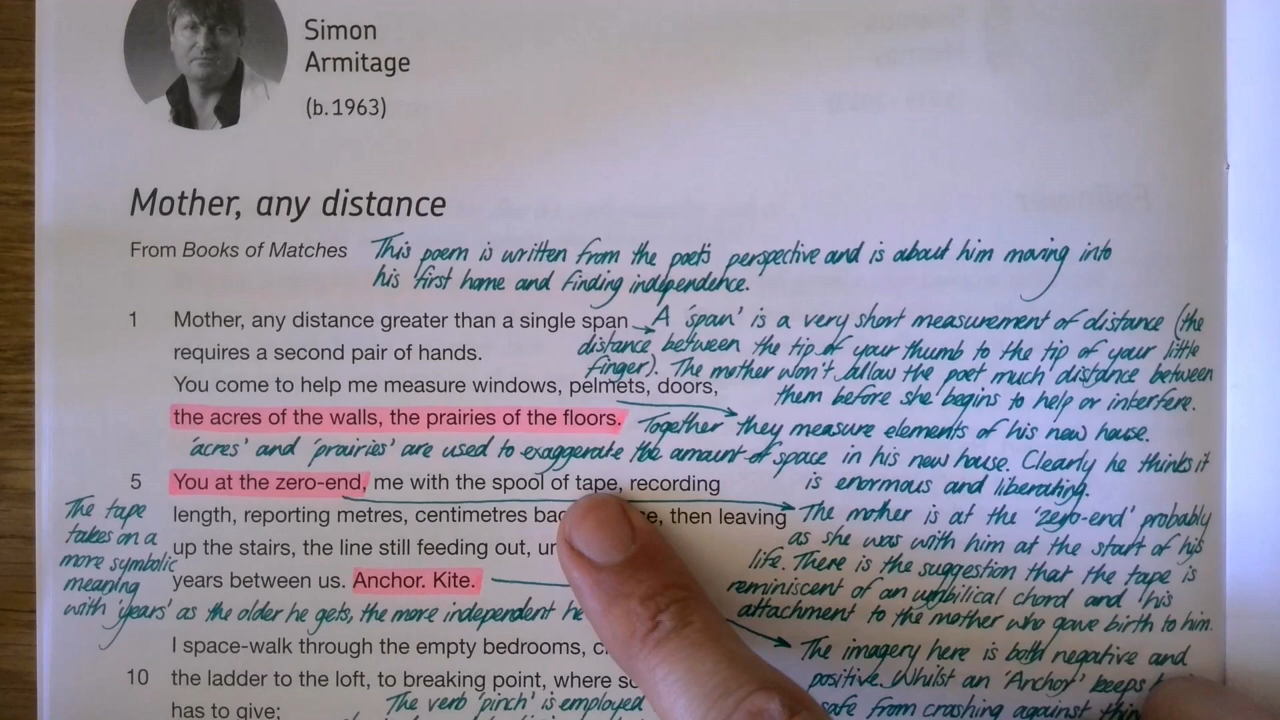 Simon
Armitage
(b.1963)
Mother, any distance
From Books of Matches
This poem is written from the poet's perspective and is about him moving into
his first home and finding independence.
1 Mother, any distance greater than a single span
A 'span' is a very short measurement of distance (the
distance between the tip of your thumb to the tip of your little
finger). The mother won't allow the poet much distance between
them before she begins to help or interfere.
requires a second pair of hands.
You come to help me measure windows, pelmets, doors,
the acres of the walls, the prairies of the floors.
Together they measure elements of his new house.
'acres' and 'prairies' are used to exaggerate the amount of space in his new house. Clearly he thinks it
is enormous and liberating.
5 You at the zero-end, me with the spool of tape, recording
length, reporting metres, centimetres back then leaving
The mother is at the 'zero-end' probably
as she was with him at the start of his
life. There is the suggestion that the tape is
reminiscent of an umbilical chord and his
attachment to the mother who gave birth to him.
up the stairs, the line still feeding out,
years between us. Anchor. Kite.
The tape
takes on a
more symbolic
meaning
with 'years' as the older he gets, the more independent he
The imagery here is both negative and
positive. Whilst an 'Anchor' keeps
safe from crashing against
I space-walk through the empty bedrooms,
10 the ladder to the loft, to breaking point, where
has to give;
The verb 'pinch' is employed